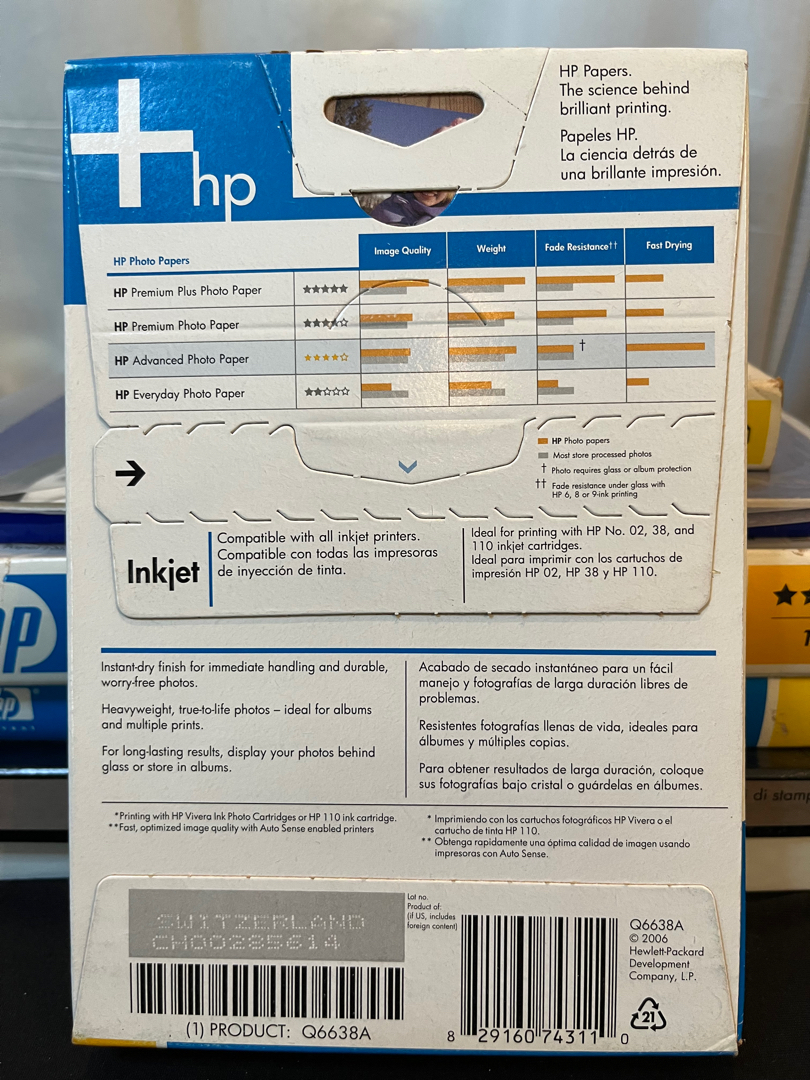 hp
HP Papers.
The science behind
brilliant printing.
Papeles HP.
La ciencia detrás de
una brillante impresión.
HP Photo Papers
Image Quality
Weight
Fade Resistance††
Fast Drying
HP Premium Plus Photo Paper ★★★★★
HP Premium Photo Paper ★★★★☆
HP Advanced Photo Paper ★★★★☆ †
HP Everyday Photo Paper ★★☆☆☆
HP Photo papers
Most store processed photos
† Photo requires glass or album protection
†† Fade resistance under glass with
HP 6, 8 or 9-ink printing
Inkjet
Compatible with all inkjet printers.
Compatible con todas las impresoras
de inyección de tinta.
Ideal for printing with HP No. 02, 38, and
110 inkjet cartridges.
Ideal para imprimir con los cartuchos de
impresión HP 02, HP 38 y HP 110.
Instant-dry finish for immediate handling and durable,
worry-free photos.
Heavyweight, true-to-life photos – ideal for albums
and multiple prints.
For long-lasting results, display your photos behind
glass or store in albums.
Acabado de secado instantáneo para un fácil
manejo y fotografías de larga duración libres de
problemas.
Resistentes fotografías llenas de vida, ideales para
álbumes y múltiples copias.
Para obtener resultados de larga duración, coloque
sus fotografías bajo cristal o guárdelas en álbumes.
*Printing with HP Vivera Ink Photo Cartridges or HP 110 ink cartridge.
**Fast, optimized image quality with Auto Sense enabled printers
* Imprimiendo con los cartuchos fotográficos HP Vivera o el
cartucho de tinta HP 110.
** Obtenga rapidamente una óptima calidad de imagen usando
impresoras con Auto Sense.
SWITZERLAND
CH00285614
Lot no.
Product of:
(if US, includes
foreign content)
(1) PRODUCT: Q6638A
8 29160 74311 0
Q6638A
© 2006
Hewlett-Packard
Development
Company, L.P.
21
hp
di stamp